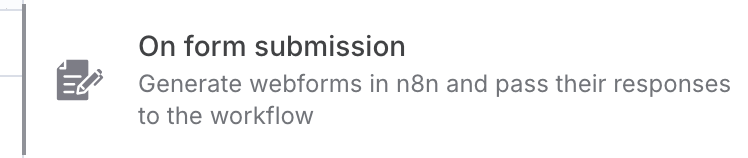 On form submission
Generate webforms in n8n and pass their responses
to the workflow